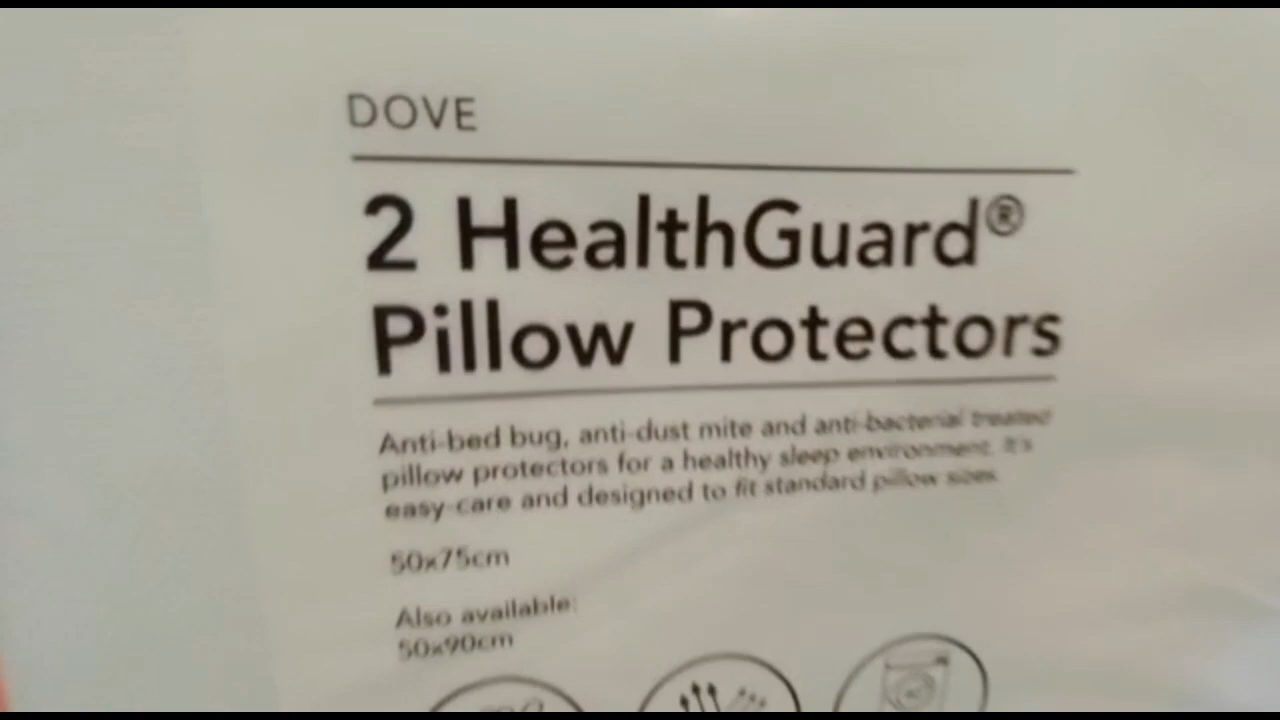 DOVE
2 HealthGuard®
Pillow Protectors
Anti-bed bug, anti-dust mite and anti-bacterial treated
pillow protectors for a healthy sleep environment. It's
easy-care and designed to fit standard pillow sizes.
50x75cm
Also available:
50x90cm